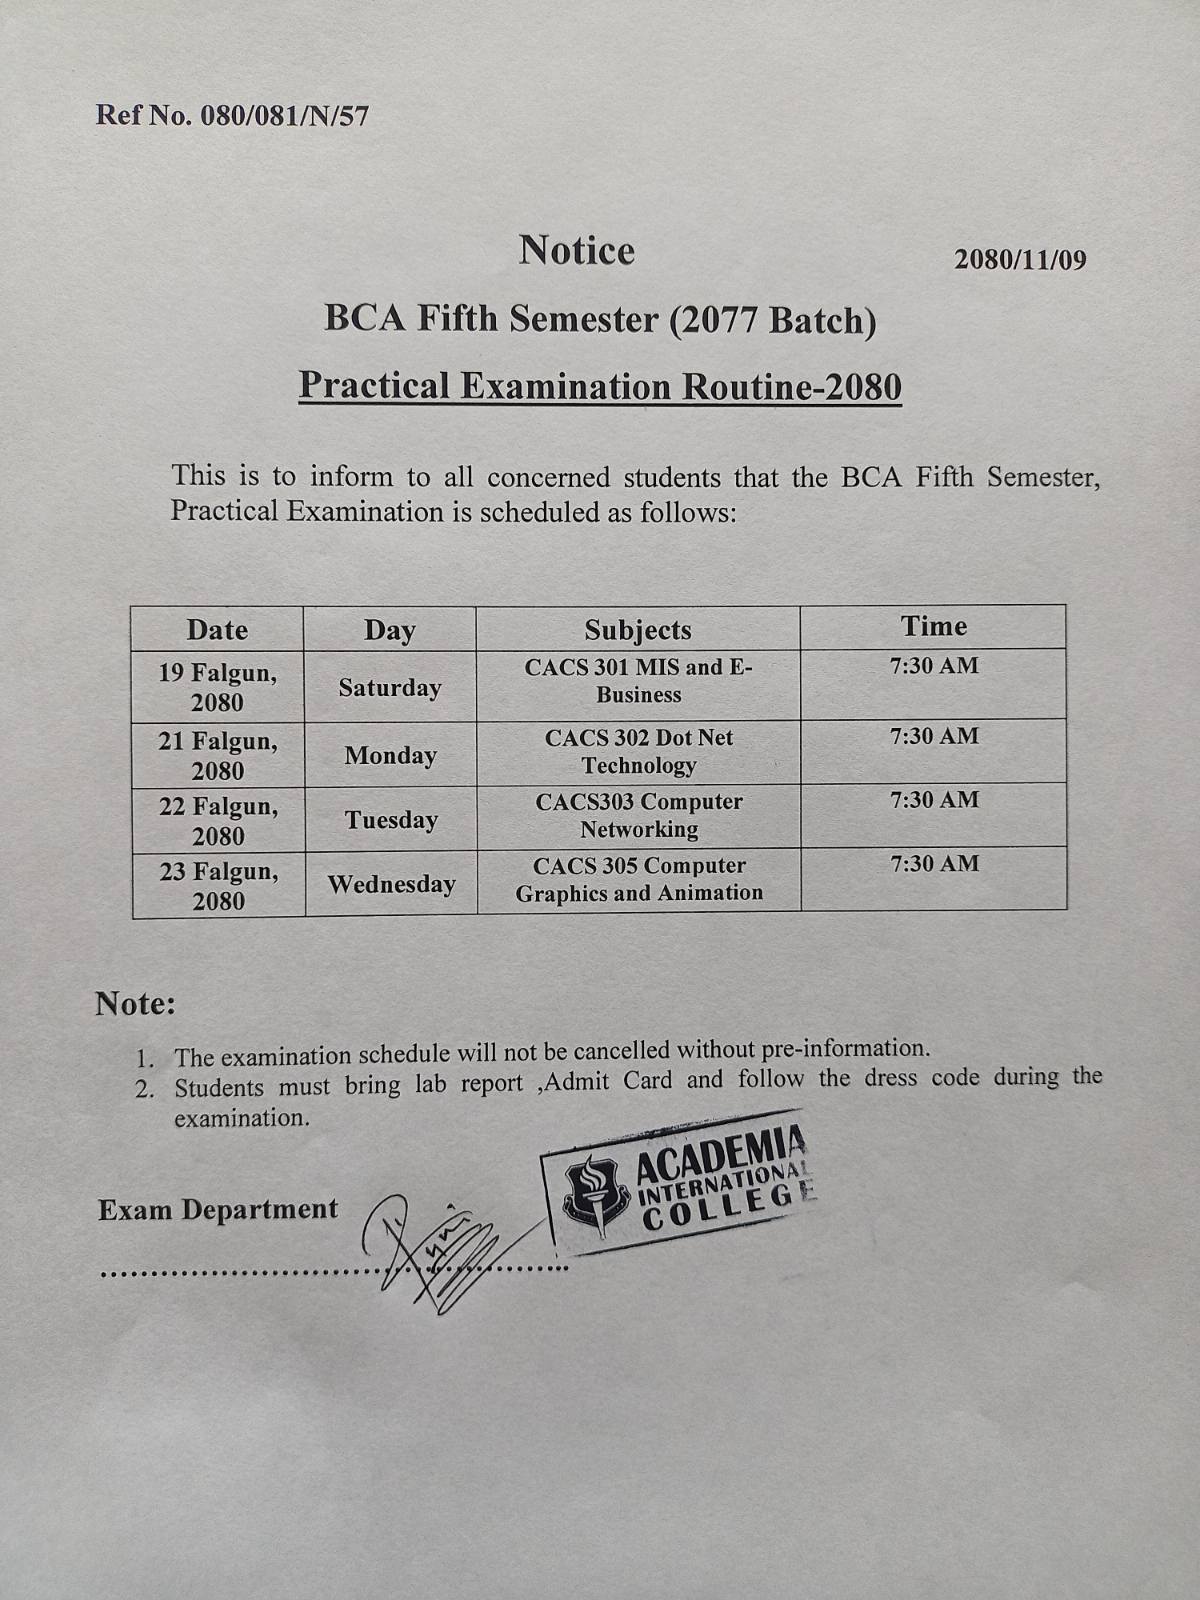 Ref No. 080/081/N/57
Notice
2080/11/09
BCA Fifth Semester (2077 Batch)
Practical Examination Routine-2080
This is to inform to all concerned students that the BCA Fifth Semester,
Practical Examination is scheduled as follows:
Date Day Subjects Time
19 Falgun,
2080
Saturday
CACS 301 MIS and E-
Business
7:30 AM
21 Falgun,
2080
Monday
CACS 302 Dot Net
Technology
7:30 AM
22 Falgun,
2080
Tuesday
CACS303 Computer
Networking
7:30 AM
23 Falgun,
2080
Wednesday
CACS 305 Computer
Graphics and Animation
7:30 AM
Note:
1. The examination schedule will not be cancelled without pre-information.
2. Students must bring lab report ,Admit Card and follow the dress code during the
examination.
Exam Department
ACADEMIA
INTERNATIONAL
COLLEGE